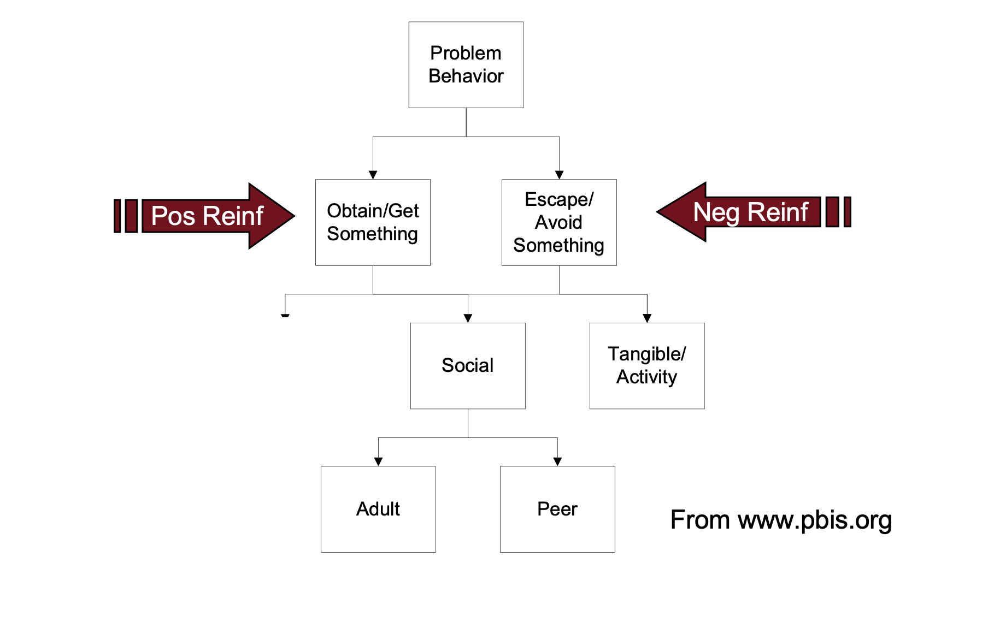 Problem
Behavior
Pos Reinf
Obtain/Get
Something
Escape/
Avoid
Something
Neg Reinf
Social
Tangible/
Activity
Adult
Peer
From www.pbis.org